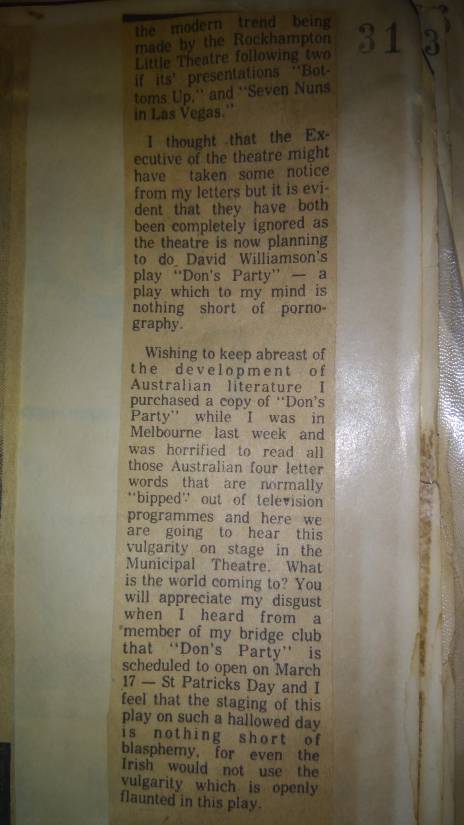 the modern trend being
made by the Rockhampton
Little Theatre following two
if its' presentations "Bot-
toms Up," and "Seven Nuns
in Las Vegas."
I thought that the Ex-
ecutive of the theatre might
have taken some notice
from my letters but it is evi-
dent that they have both
been completely ignored as
the theatre is now planning
to do David Williamson's
play "Don's Party" — a
play which to my mind is
nothing short of porno-
graphy.
Wishing to keep abreast of
the development of
Australian literature I
purchased a copy of "Don's
Party" while I was in
Melbourne last week and
was horrified to read all
those Australian four letter
words that are normally
"bipped" out of television
programmes and here we
are going to hear this
vulgarity on stage in the
Municipal Theatre. What
is the world coming to? You
will appreciate my disgust
when I heard from a
member of my bridge club
that "Don's Party" is
scheduled to open on March
17 — St Patricks Day and I
feel that the staging of this
play on such a hallowed day
is nothing short of
blasphemy, for even the
Irish would not use the
vulgarity which is openly
flaunted in this play.
31
3